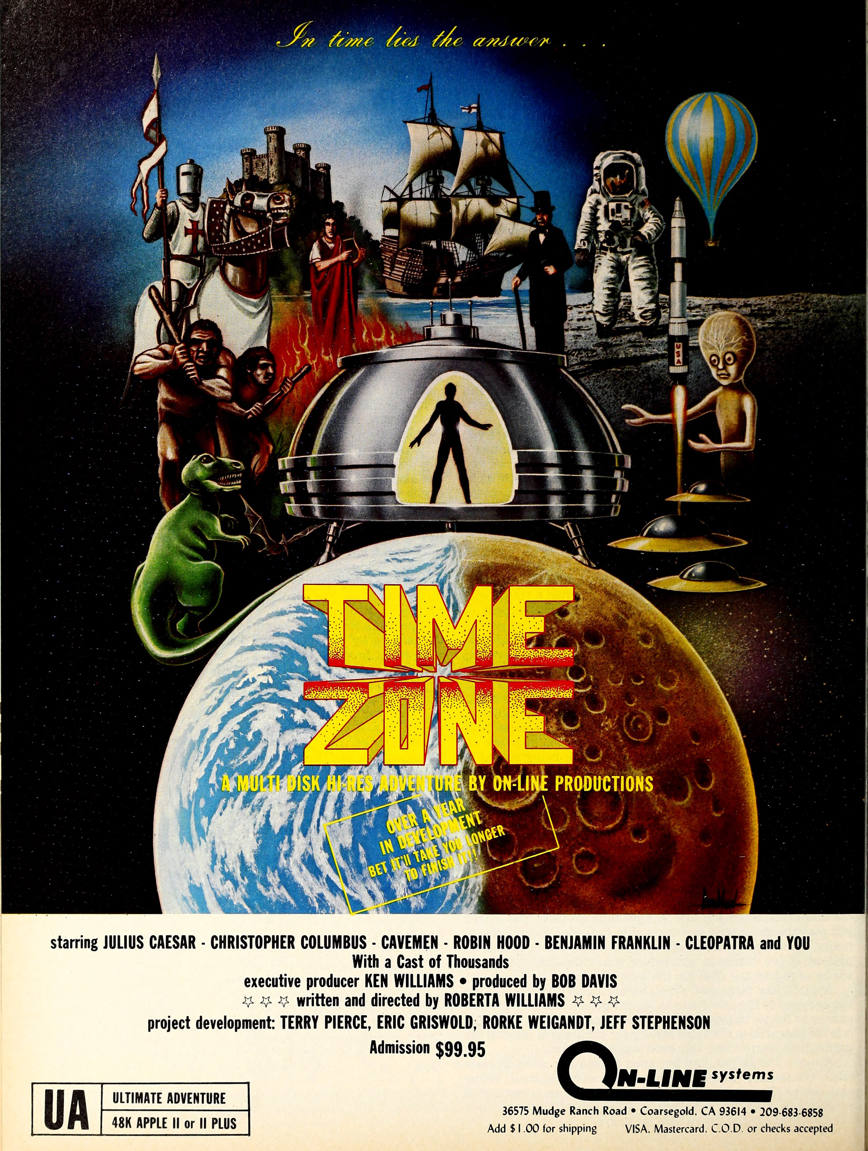 In time lies the answer . . .
USA
TIME
ZONE
A MULTI DISK HI-RES ADVENTURE BY ON-LINE PRODUCTIONS
OVER A YEAR
IN DEVELOPMENT
BET IT'LL TAKE YOU LONGER
TO FINISH IT!!
starring JULIUS CAESAR - CHRISTOPHER COLUMBUS - CAVEMEN - ROBIN HOOD - BENJAMIN FRANKLIN - CLEOPATRA and YOU
With a Cast of Thousands
executive producer KEN WILLIAMS • produced by BOB DAVIS
☆ ☆ ☆ written and directed by ROBERTA WILLIAMS ☆ ☆ ☆
project development: TERRY PIERCE, ERIC GRISWOLD, RORKE WEIGANDT, JEFF STEPHENSON
Admission $99.95
ON-LINE systems
UA
ULTIMATE ADVENTURE
48K APPLE II or II PLUS
36575 Mudge Ranch Road • Coarsegold, CA 93614 • 209-683-6858
Add $1.00 for shipping VISA, Mastercard, C.O.D. or checks accepted